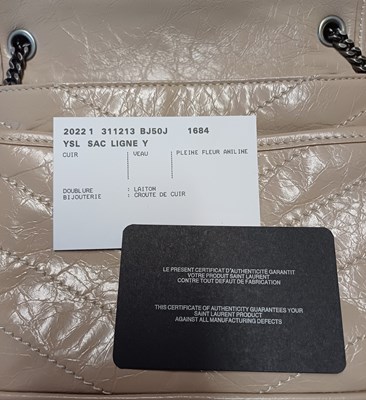 2022 1 311213 BJ50J 1684
YSL SAC LIGNE Y
CUIR VEAU PLEINE FLEUR ANILINE
DOUBLURE : LAITON
BIJOUTERIE : CROUTE DE CUIR
LE PRESENT CERTIFICAT D'AUTHENTICITE GARANTIT
VOTRE PRODUIT SAINT LAURENT
CONTRE TOUT DEFAUT DE FABRICATION
THIS CERTIFICATE OF AUTHENTICITY GUARANTEES YOUR
SAINT LAURENT PRODUCT
AGAINST ALL MANUFACTURING DEFECTS